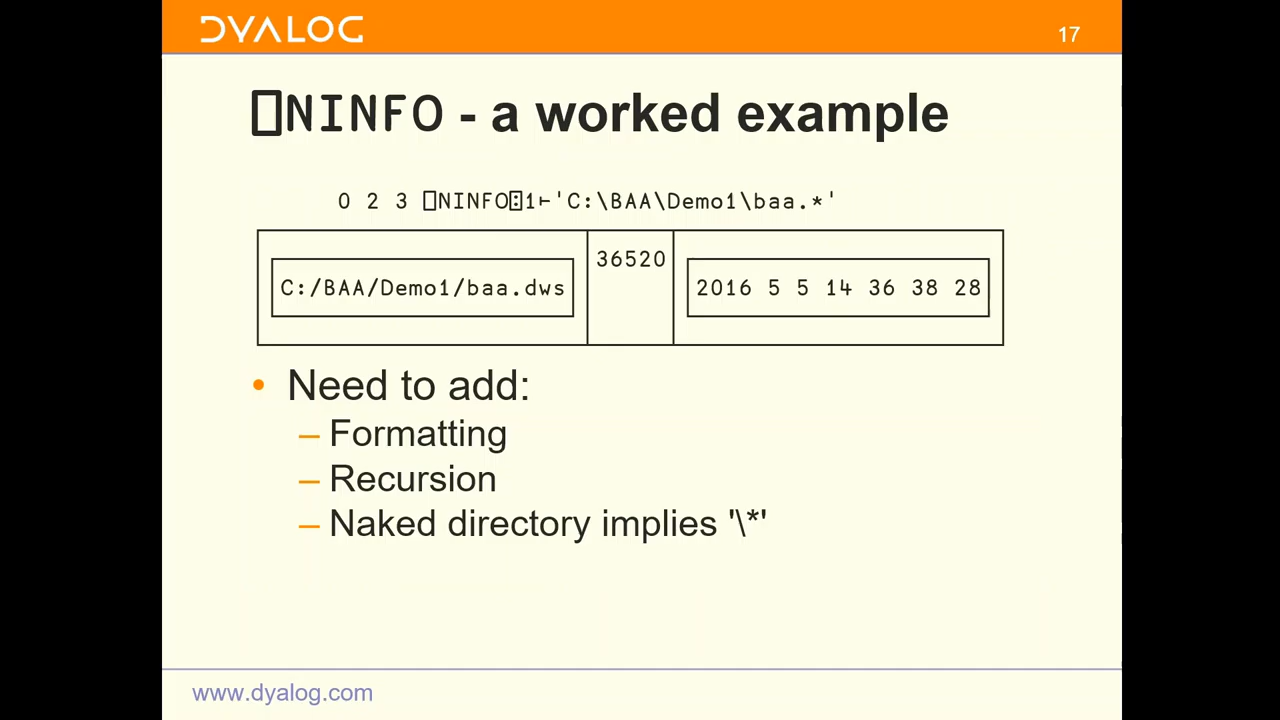 DYALOG
17
⎕NINFO - a worked example
0 2 3 ⎕NINFO⍠1⊢'C:\BAA\Demo1\baa.*'
C:/BAA/Demo1/baa.dws 36520 2016 5 5 14 36 38 28
• Need to add:
– Formatting
– Recursion
– Naked directory implies '\*'
www.dyalog.com